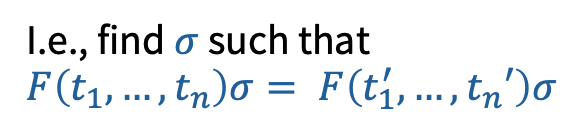 I.e., find σ such that
F(t₁, …, tₙ)σ = F(t₁′, …, tₙ′)σ